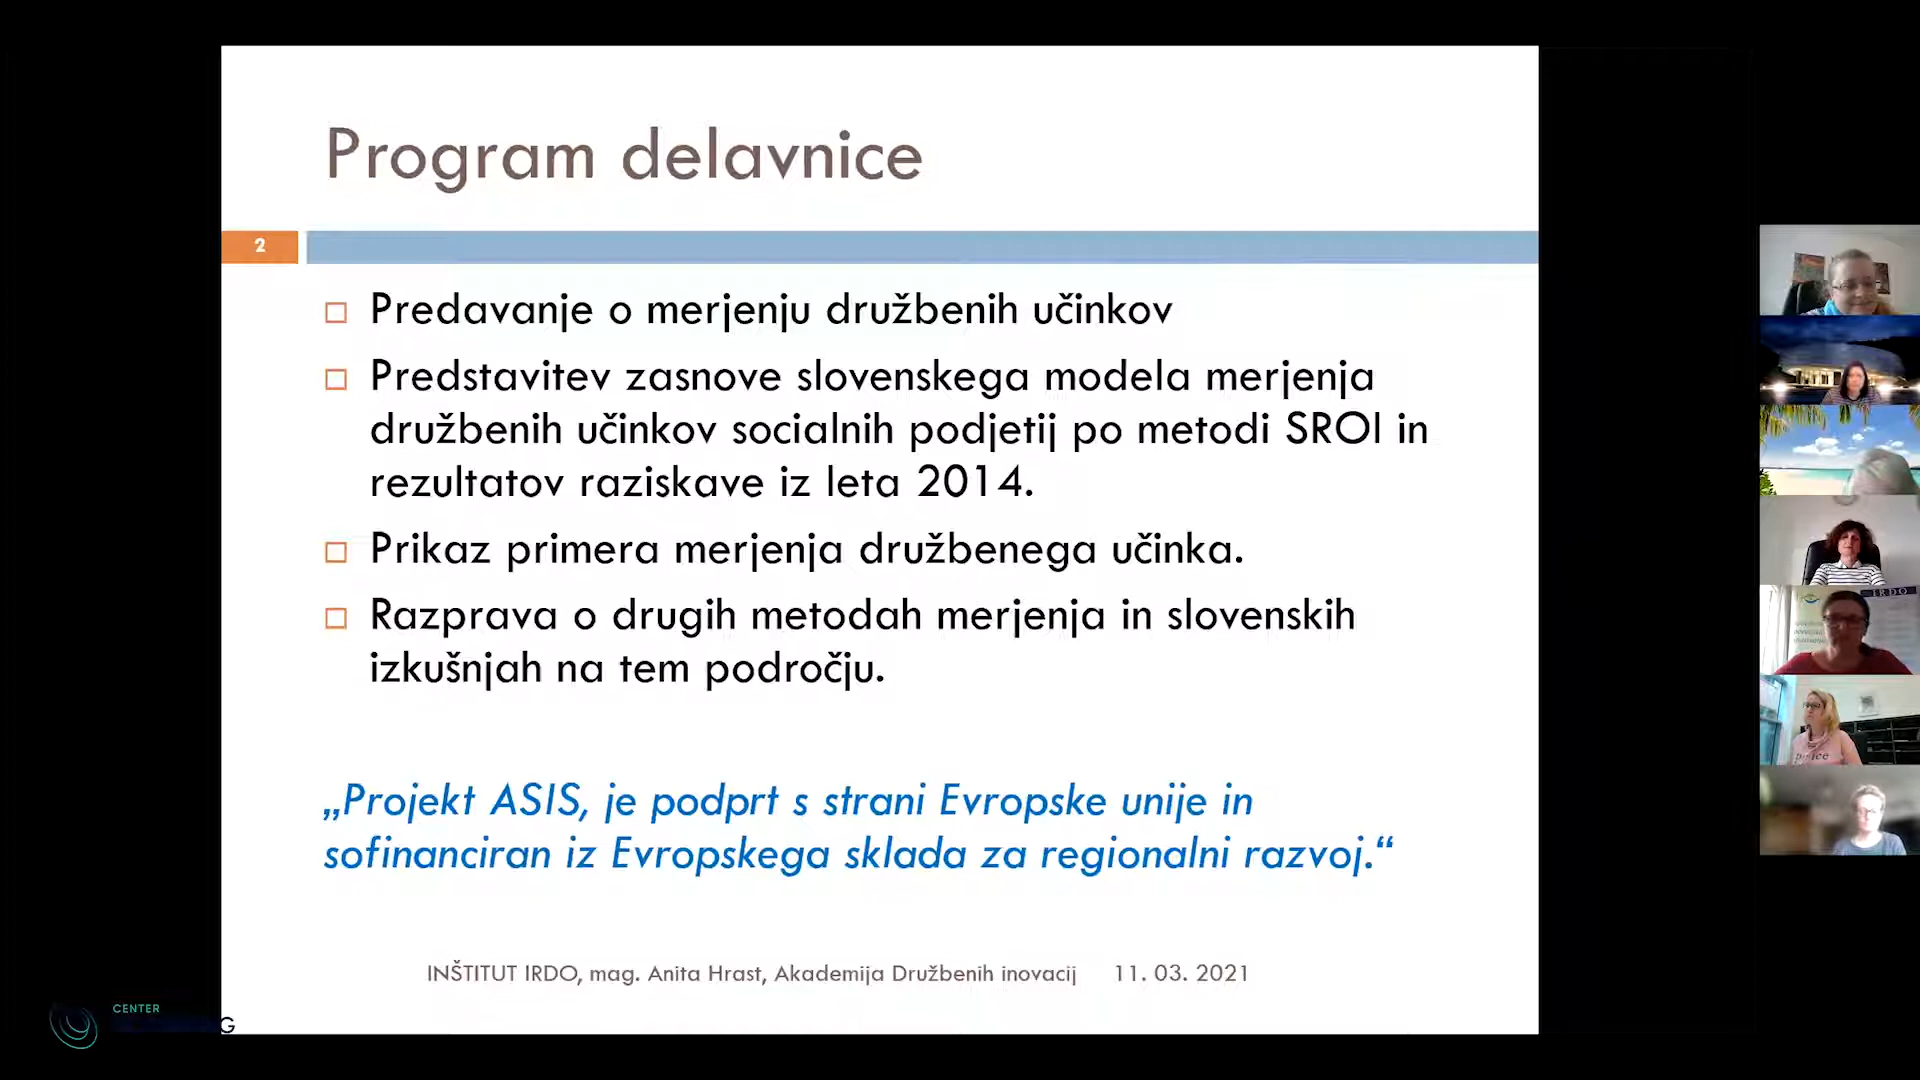 Program delavnice
2
Predavanje o merjenju družbenih učinkov
Predstavitev zasnove slovenskega modela merjenja
družbenih učinkov socialnih podjetij po metodi SROI in
rezultatov raziskave iz leta 2014.
Prikaz primera merjenja družbenega učinka.
Razprava o drugih metodah merjenja in slovenskih
izkušnjah na tem področju.
„Projekt ASIS, je podprt s strani Evropske unije in
sofinanciran iz Evropskega sklada za regionalni razvoj.“
INŠTITUT IRDO, mag. Anita Hrast, Akademija Družbenih inovacij 11. 03. 2021
CENTER
IRDO